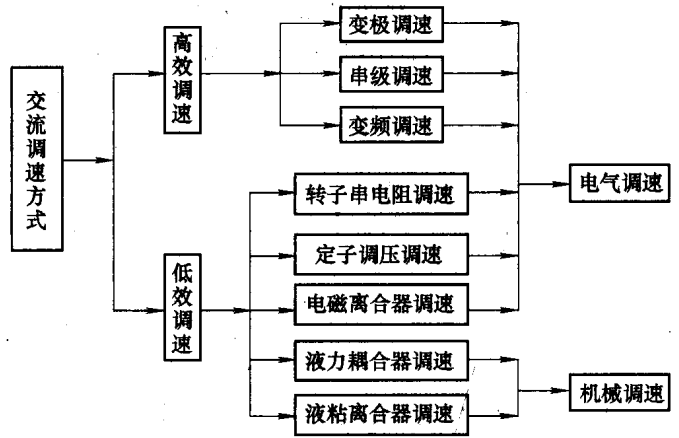 交流调速方式
高效调速
变极调速
串级调速
变频调速
低效调速
转子串电阻调速
定子调压调速
电磁离合器调速
液力耦合器调速
液粘离合器调速
电气调速
机械调速